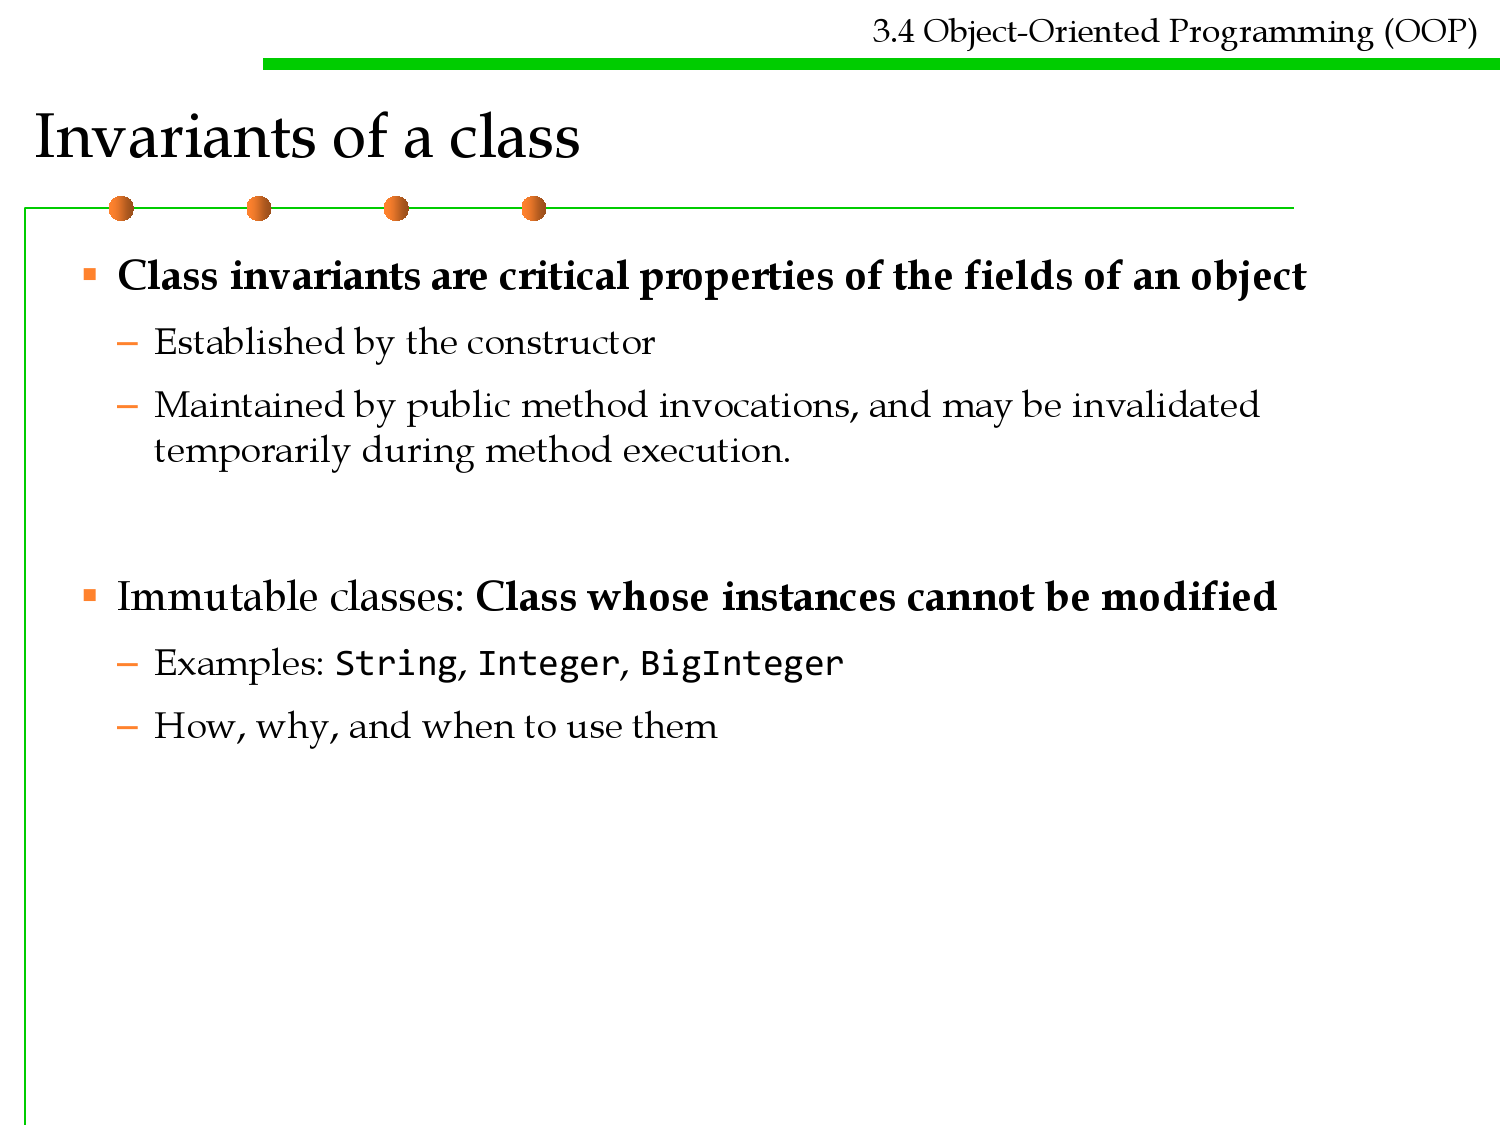 3.4 Object-Oriented Programming (OOP)
Invariants of a class
▪ Class invariants are critical properties of the fields of an object
– Established by the constructor
– Maintained by public method invocations, and may be invalidated
temporarily during method execution.
▪ Immutable classes: Class whose instances cannot be modified
– Examples: String, Integer, BigInteger
– How, why, and when to use them